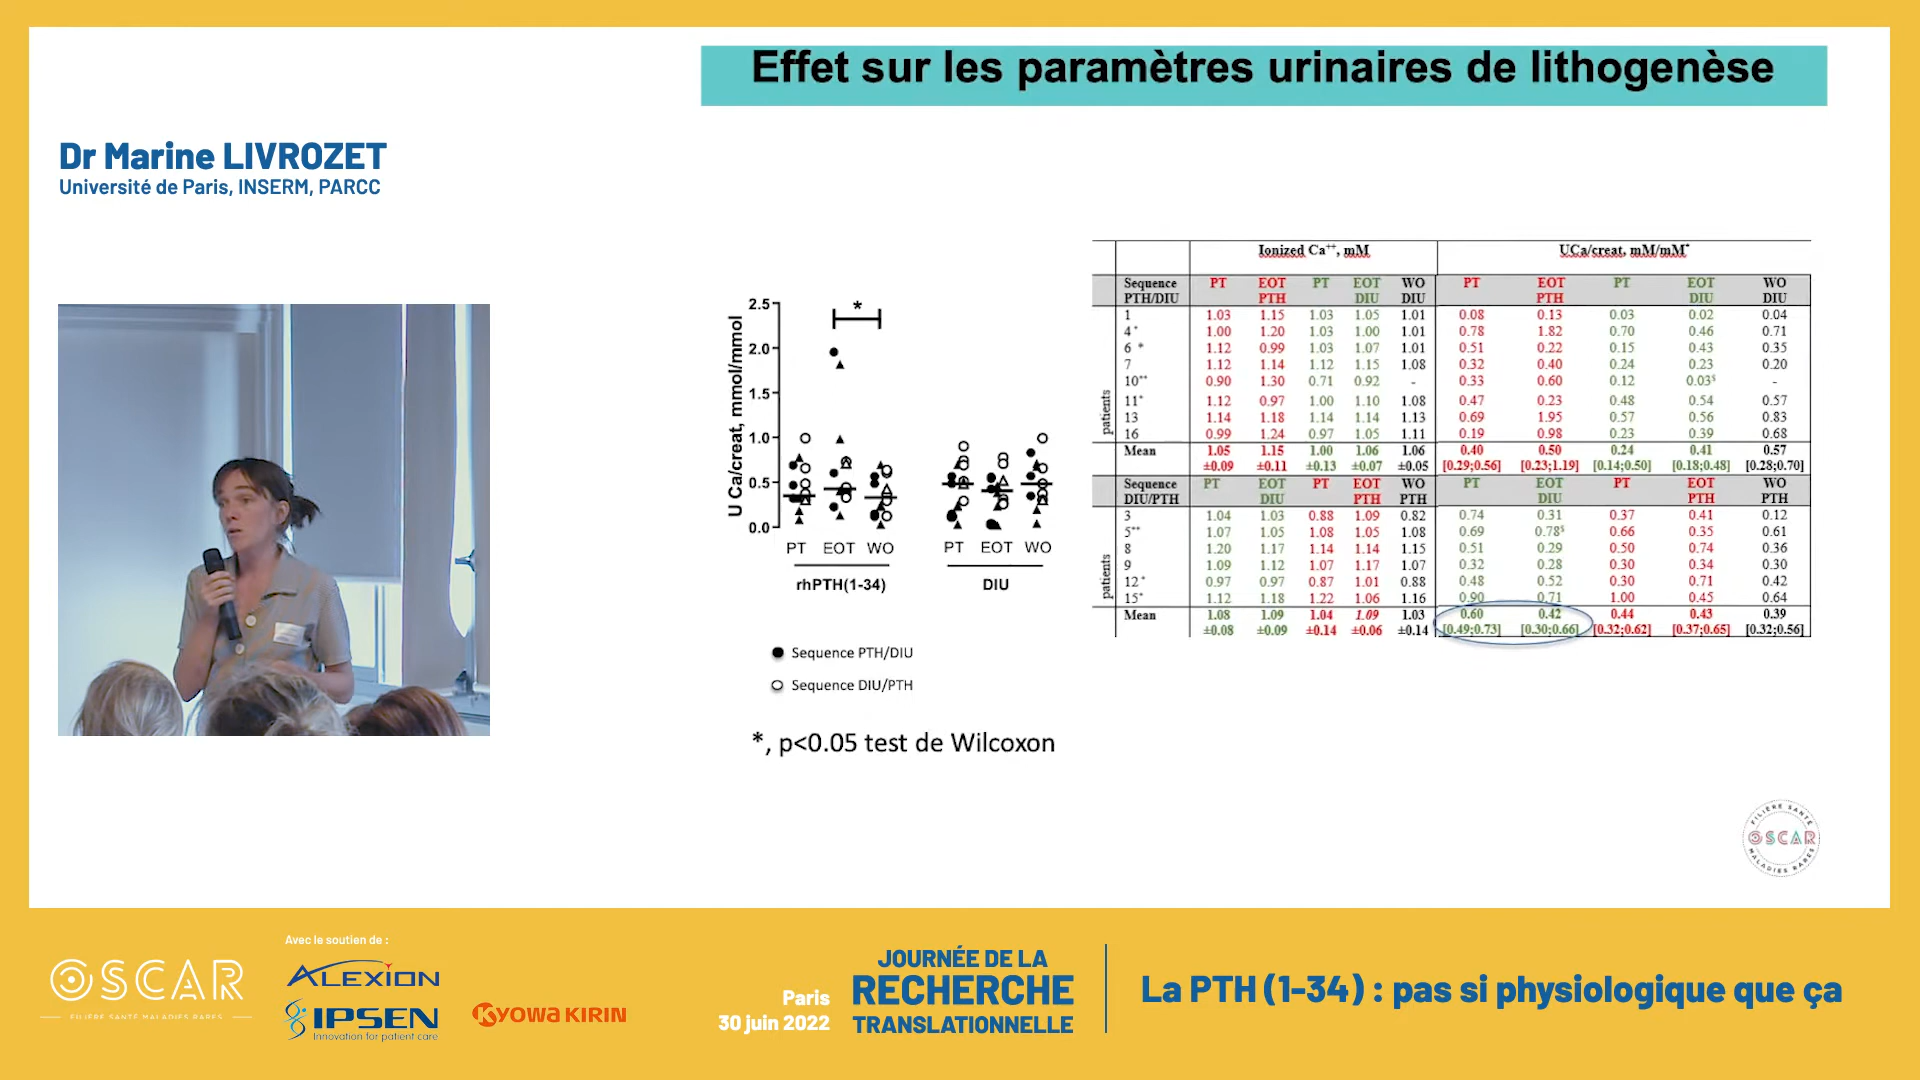 Effet sur les paramètres urinaires de lithogenèse
Dr Marine LIVROZET
Université de Paris, INSERM, PARCC
U Ca/creat, mmol/mmol
2.5
2.0
1.5
1.0
0.5
0.0
*
PT EOT WO PT EOT WO
rhPTH(1-34) DIU
Sequence PTH/DIU
Sequence DIU/PTH
*, p<0.05 test de Wilcoxon
Ionized Ca++, mM UCa/creat, mM/mM*
Sequence PT EOT PT EOT WO PT EOT PT EOT WO
PTH/DIU PTH DIU DIU PTH DIU DIU
patients
1 1.03 1.15 1.03 1.05 1.01 0.08 0.13 0.03 0.02 0.04
4* 1.00 1.20 1.03 1.00 1.01 0.78 1.82 0.70 0.46 0.71
6 * 1.12 0.99 1.03 1.07 1.01 0.51 0.22 0.15 0.43 0.35
7 1.12 1.14 1.12 1.15 1.08 0.32 0.40 0.24 0.23 0.20
10** 0.90 1.30 0.71 0.92 - 0.33 0.60 0.12 0.03$ -
11* 1.12 0.97 1.00 1.10 1.08 0.47 0.23 0.48 0.54 0.57
13 1.14 1.18 1.14 1.14 1.13 0.69 1.95 0.57 0.56 0.83
16 0.99 1.24 0.97 1.05 1.11 0.19 0.98 0.23 0.39 0.68
Mean 1.05 1.15 1.00 1.06 1.06 0.40 0.50 0.24 0.41 0.57
±0.09 ±0.11 ±0.13 ±0.07 ±0.05 [0.29;0.56] [0.23;1.19] [0.14;0.50] [0.18;0.48] [0.28;0.70]
Sequence PT EOT PT EOT WO PT EOT PT EOT WO
DIU/PTH DIU PTH PTH DIU PTH PTH
patients
3 1.04 1.03 0.88 1.09 0.82 0.74 0.31 0.37 0.41 0.12
5** 1.07 1.05 1.08 1.05 1.08 0.69 0.78$ 0.66 0.35 0.61
8 1.20 1.17 1.14 1.14 1.15 0.51 0.29 0.50 0.74 0.36
9 1.09 1.12 1.07 1.17 1.07 0.32 0.28 0.30 0.34 0.30
12* 0.97 0.97 0.87 1.01 0.88 0.48 0.52 0.30 0.71 0.42
15* 1.12 1.18 1.22 1.06 1.16 0.90 0.71 1.00 0.45 0.64
Mean 1.08 1.09 1.04 1.09 1.03 0.60 0.42 0.44 0.43 0.39
±0.08 ±0.09 ±0.14 ±0.06 ±0.14 [0.49;0.73] [0.30;0.66] [0.32;0.62] [0.37;0.65] [0.32;0.56]
FILIERE SANTÉ
OSCAR
MALADIES RARES
OSCAR
FILIERE SANTÉ MALADIES RARES
Avec le soutien de :
ALEXION
IPSEN
Innovation for patient care
KYOWA KIRIN
Paris
30 juin 2022
JOURNÉE DE LA
RECHERCHE
TRANSLATIONNELLE
La PTH (1-34) : pas si physiologique que ça